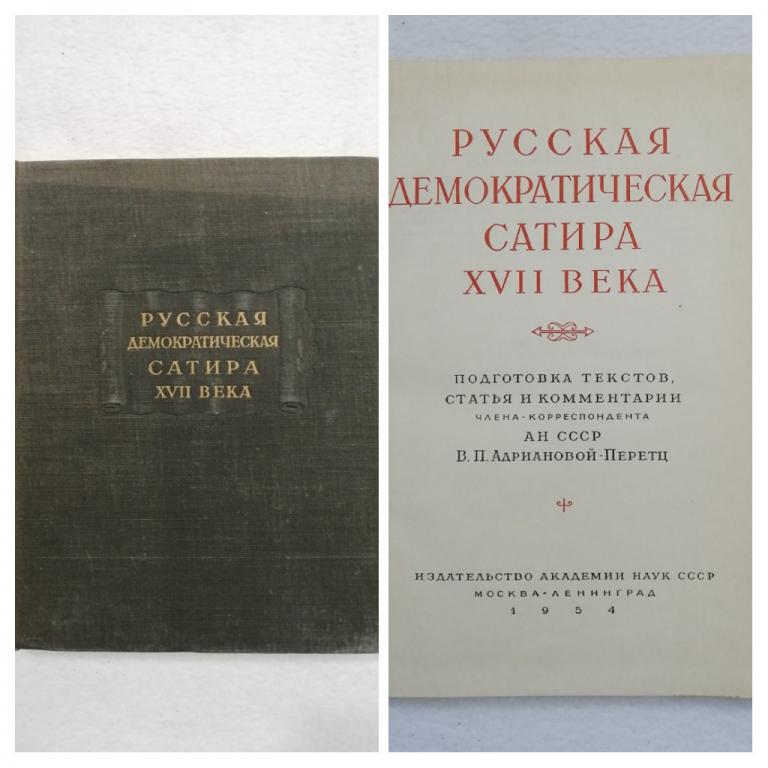 РУССКАЯ
ДЕМОКРАТИЧЕСКАЯ
САТИРА
XVII ВЕКА
РУССКАЯ
ДЕМОКРАТИЧЕСКАЯ
САТИРА
XVII ВЕКА
ПОДГОТОВКА ТЕКСТОВ,
СТАТЬЯ И КОММЕНТАРИИ
ЧЛЕНА-КОРРЕСПОНДЕНТА
АН СССР
В. П. АДРИАНОВОЙ-ПЕРЕТЦ
ИЗДАТЕЛЬСТВО АКАДЕМИИ НАУК СССР
МОСКВА-ЛЕНИНГРАД
1954